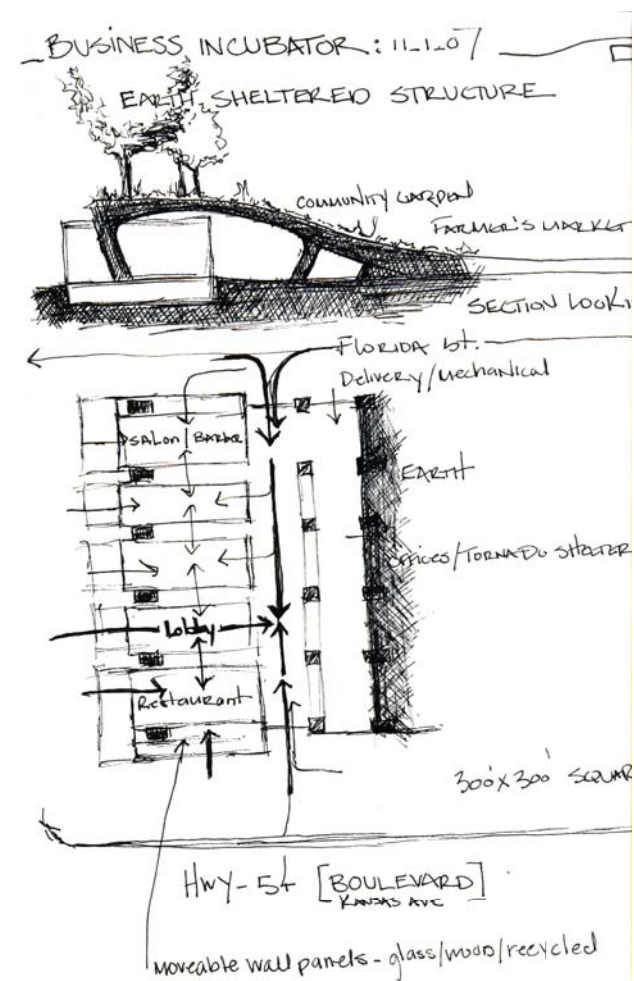 BUSINESS INCUBATOR: 11.1.07
EARTH SHELTERED STRUCTURE
COMMUNITY GARDEN
FARMER'S MARKET
SECTION LOOKI
FLORIDA St.
Delivery/Mechanical
SALON | BARBER
EARTH
OFFICES/TORNADO SHELTER
Lobby
Restaurant
300'X300' SQUAR
HWY-54 [BOULEVARD]
KANSAS AVE
moveable wall panels - glass/wood/recycled